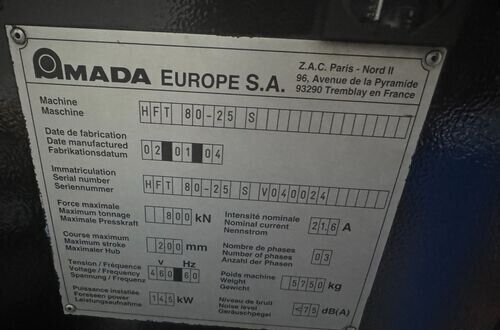 AMADA EUROPE S.A.
Z.A.C. Paris - Nord II
96, Avenue de la Pyramide
93290 Tremblay en France
Machine
Maschine
HFT 80-25 S
Date de fabrication
Date manufactured
Fabrikationsdatum
02 01 04
Immatriculation
Serial number
Seriennummer
HFT 80-25 S V040024
Force maximale
Maximum tonnage
Maximale Presskraft
800 kN
Intensité nominale
Nominal current
Nennstrom
21,6 A
Course maximum
Maximum stroke
Maximaler Hub
200 mm
Nombre de phases
Number of phases
Anzahl der Phasen
03
Tension / Fréquence
Voltage / Frequency
Spannung / Frequenz
V Hz
460 60
Poids machine
Weight
Gewicht
5750 kg
Puissance installée
Foreseen power
Leistungsaufnahme
14,5 kW
Niveau de bruit
Noise level
Geräuschpegel
<75 dB(A)